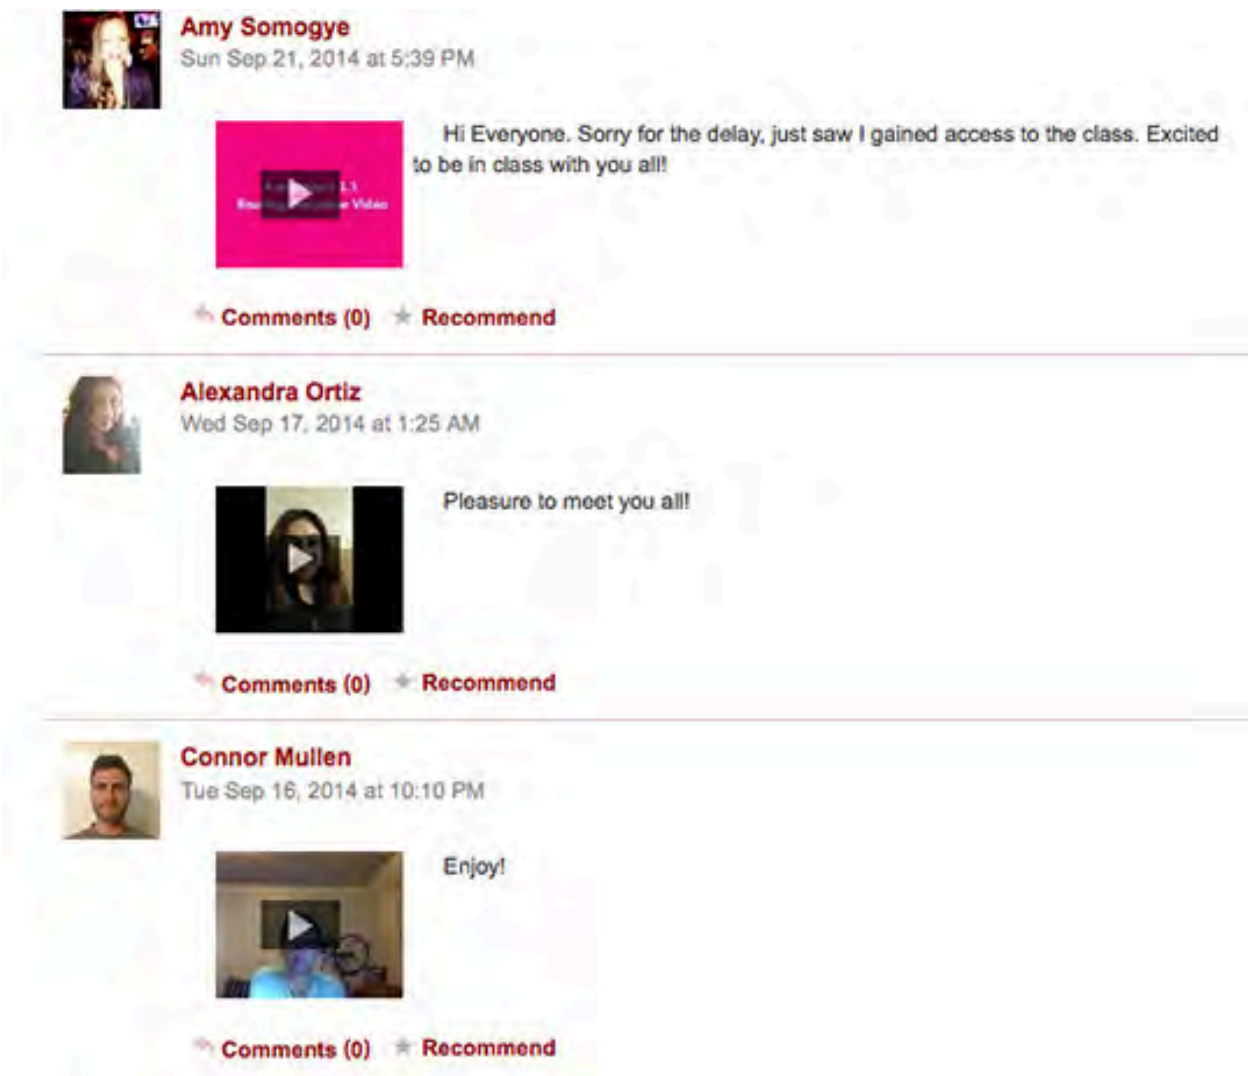 Amy Somogye
Sun Sep 21, 2014 at 5:39 PM
Hi Everyone. Sorry for the delay, just saw I gained access to the class. Excited
to be in class with you all!
Video
Comments (0) Recommend
Alexandra Ortiz
Wed Sep 17, 2014 at 1:25 AM
Pleasure to meet you all!
Comments (0) Recommend
Connor Mullen
Tue Sep 16, 2014 at 10:10 PM
Enjoy!
Comments (0) Recommend